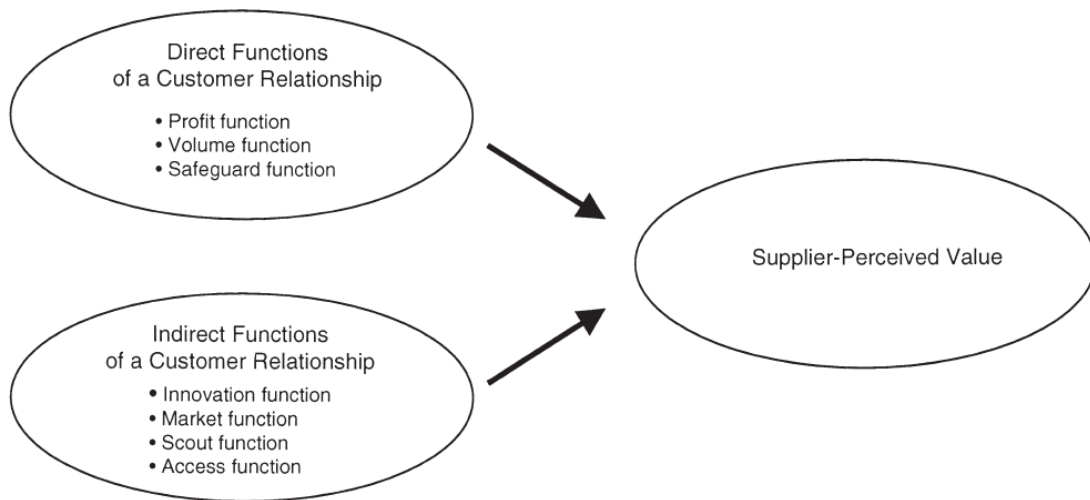 Direct Functions
of a Customer Relationship
• Profit function
• Volume function
• Safeguard function
Supplier-Perceived Value
Indirect Functions
of a Customer Relationship
• Innovation function
• Market function
• Scout function
• Access function